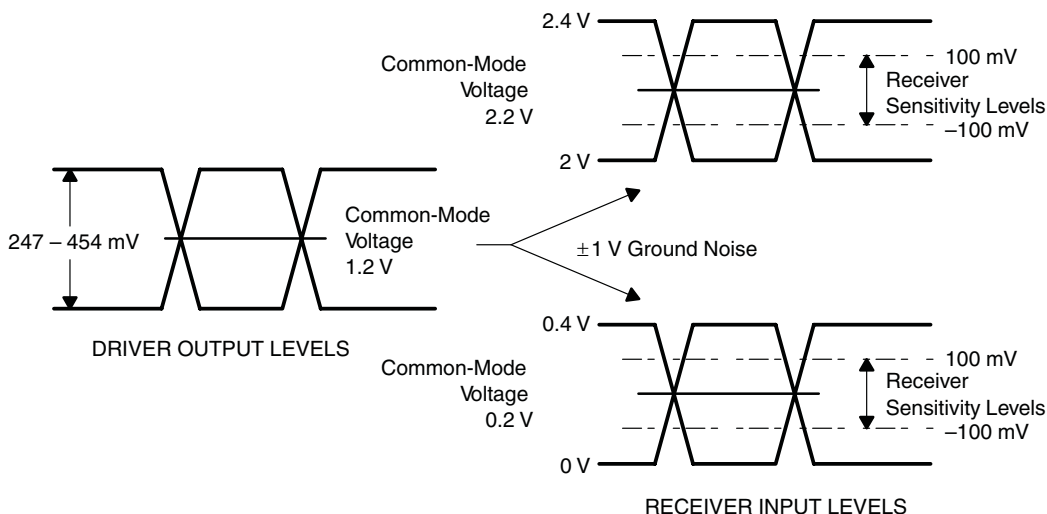 2.4 V
Common-Mode
Voltage
2.2 V
100 mV
Receiver
Sensitivity Levels
–100 mV
2 V
247 – 454 mV
Common-Mode
Voltage
1.2 V
±1 V Ground Noise
DRIVER OUTPUT LEVELS
0.4 V
Common-Mode
Voltage
0.2 V
100 mV
Receiver
Sensitivity Levels
–100 mV
0 V
RECEIVER INPUT LEVELS